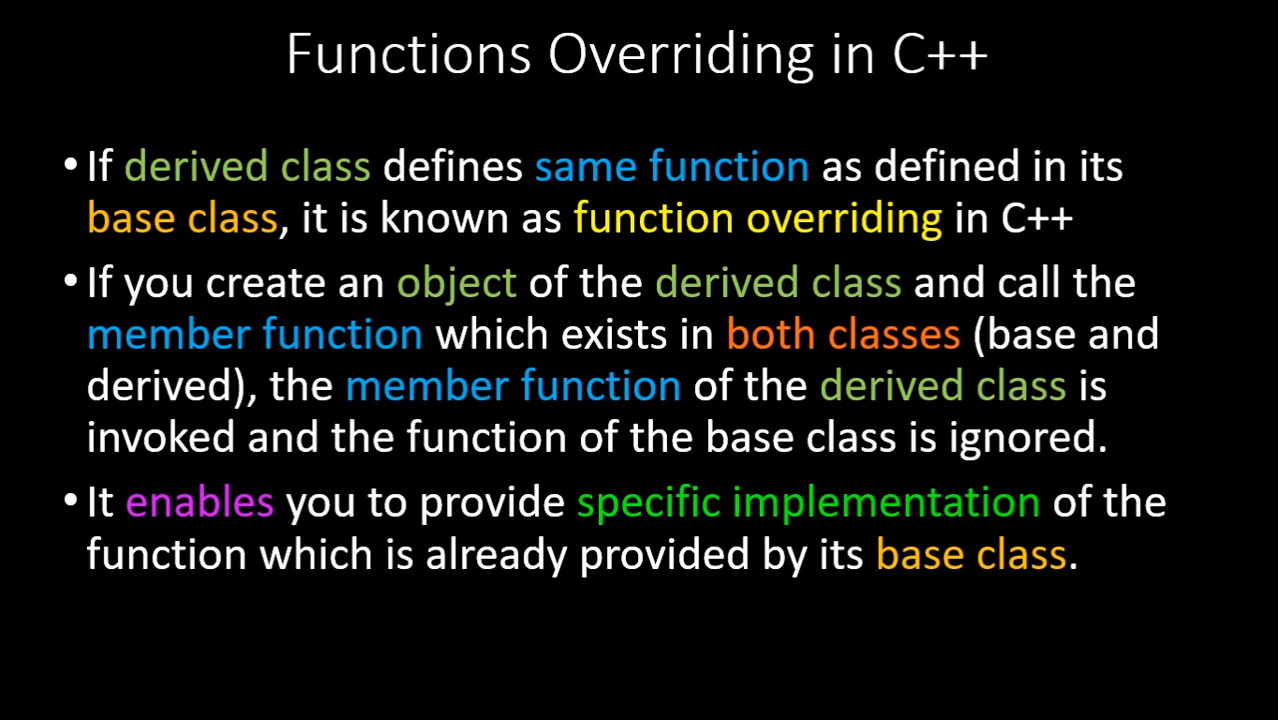 Functions Overriding in C++
• If derived class defines same function as defined in its
base class, it is known as function overriding in C++
• If you create an object of the derived class and call the
member function which exists in both classes (base and
derived), the member function of the derived class is
invoked and the function of the base class is ignored.
• It enables you to provide specific implementation of the
function which is already provided by its base class.